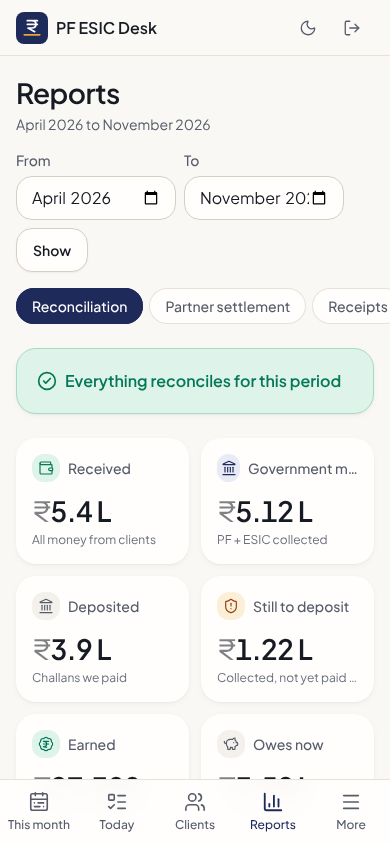 PF ESIC Desk
Reports
April 2026 to November 2026
From To
April 2026 November 202
Show
Reconciliation Partner settlement Receipts
Everything reconciles for this period
Received Government m...
₹5.4 L ₹5.12 L
All money from clients PF + ESIC collected
Deposited Still to deposit
₹3.9 L ₹1.22 L
Challans we paid Collected, not yet paid ...
Earned Owes now
This month Today Clients Reports More